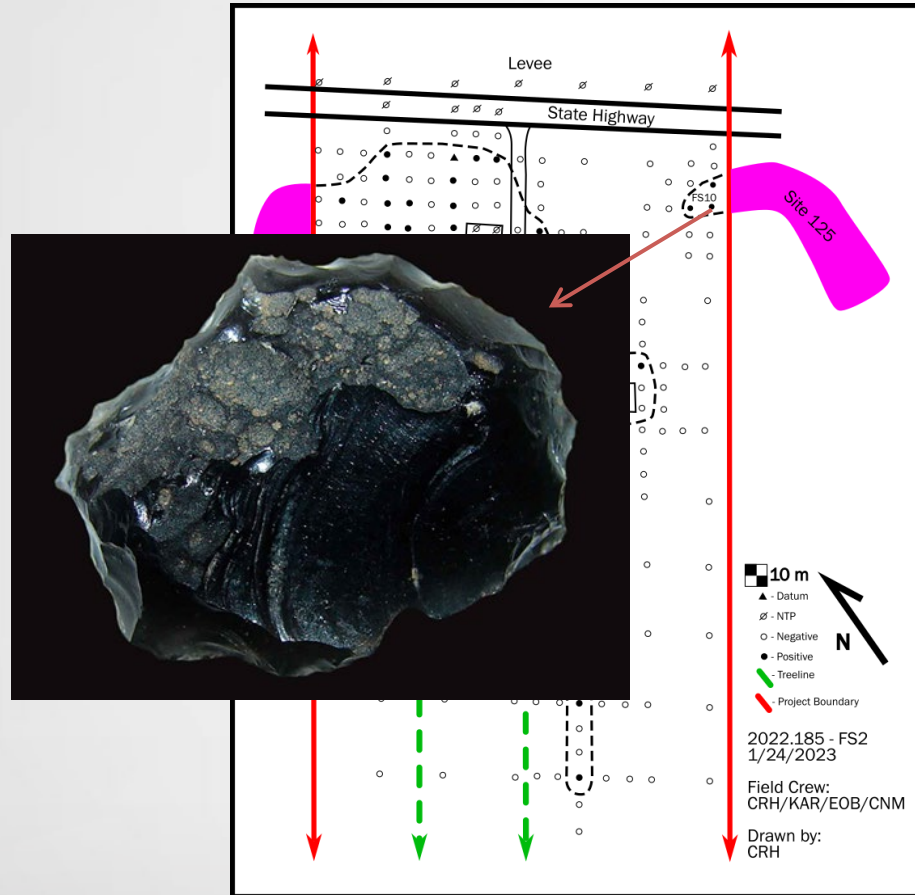 Levee
State Highway
FS10
Site 125
10 m
- Datum
- NTP
- Negative
- Positive
- Treeline
- Project Boundary
N
2022.185 - FS2
1/24/2023
Field Crew:
CRH/KAR/EOB/CNM
Drawn by:
CRH